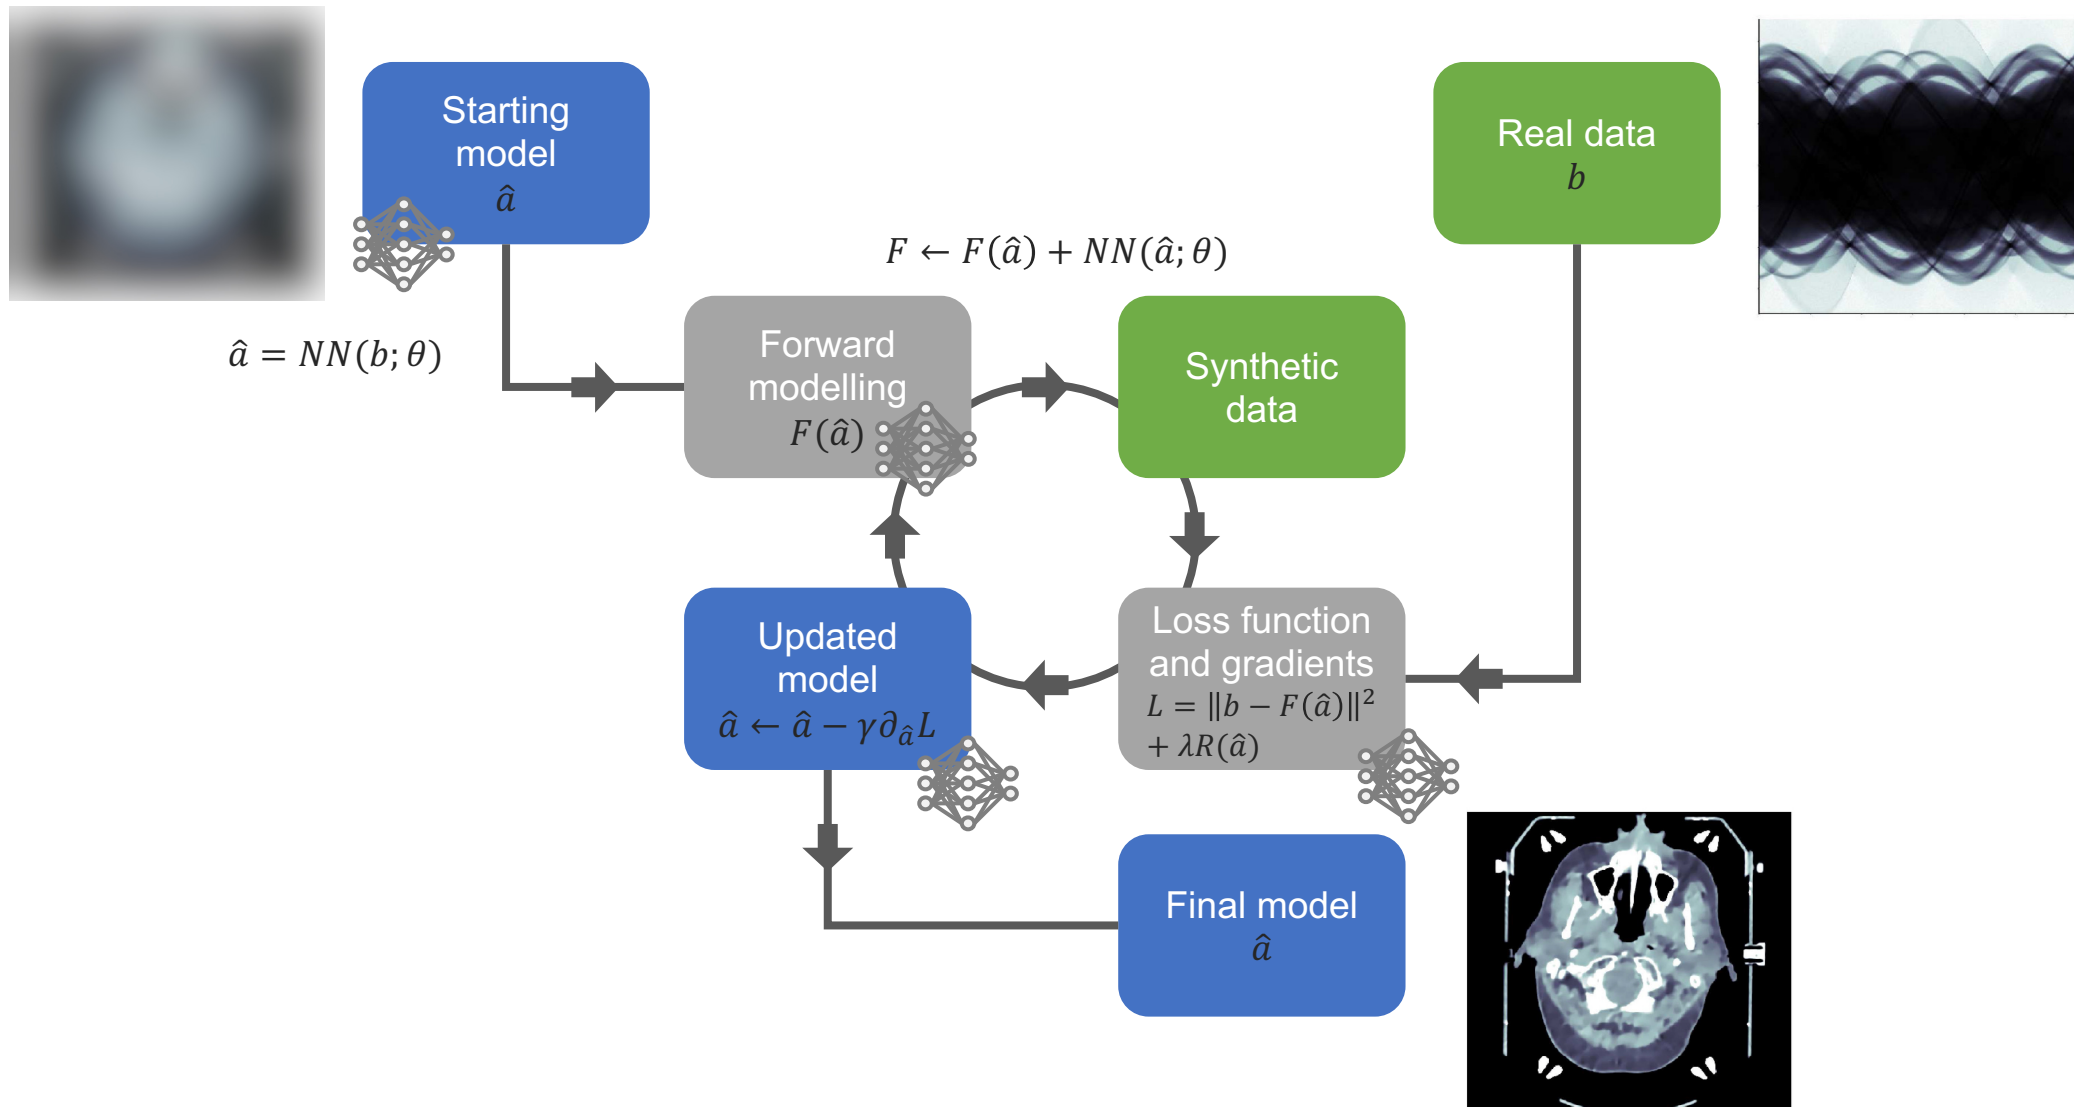 Starting
model
â
Real data
b
F ← F(â) + NN(â; θ)
â = NN(b; θ)
Forward
modelling
F(â)
Synthetic
data
Updated
model
â ← â − γ∂_â L
Loss function
and gradients
L = ‖b − F(â)‖²
+ λR(â)
Final model
â